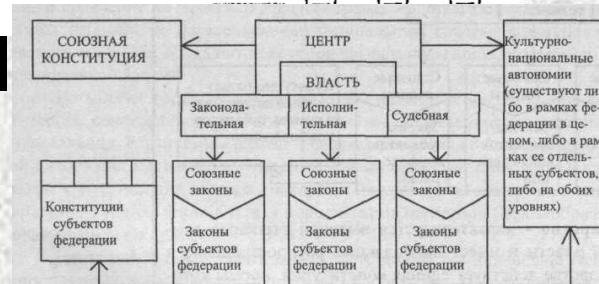 СОЮЗНАЯ
КОНСТИТУЦИЯ
ЦЕНТР
ВЛАСТЬ
Законода-
тельная
Исполни-
тельная
Судебная
Культурно-
национальные
автономии
(существуют ли-
бо в рамках фе-
дерации в це-
лом, либо в рам-
ках ее отдель-
ных субъектов,
либо на обоих
уровнях)
Конституции
субъектов
федерации
Союзные
законы
Законы
субъектов
федерации
Союзные
законы
Законы
субъектов
федерации
Союзные
законы
Законы
субъектов
федерации